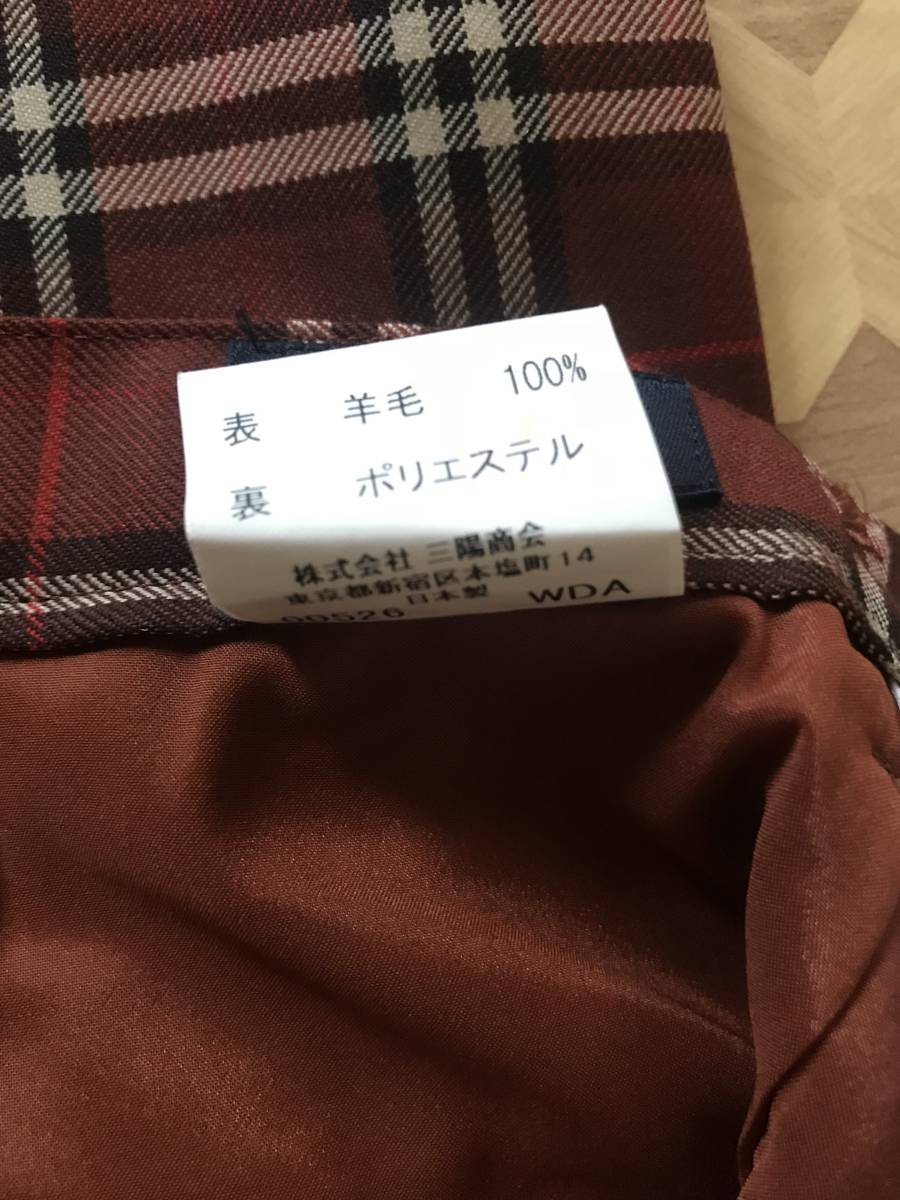 表 羊毛 100%
裏 ポリエステル
株式会社 三陽商会
東京都新宿区本塩町14
00526 日本製 WDA